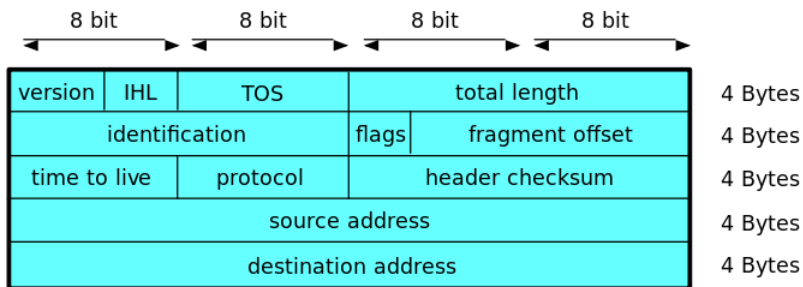 8 bit 8 bit 8 bit 8 bit
version IHL TOS total length 4 Bytes
identification flags fragment offset 4 Bytes
time to live protocol header checksum 4 Bytes
source address 4 Bytes
destination address 4 Bytes